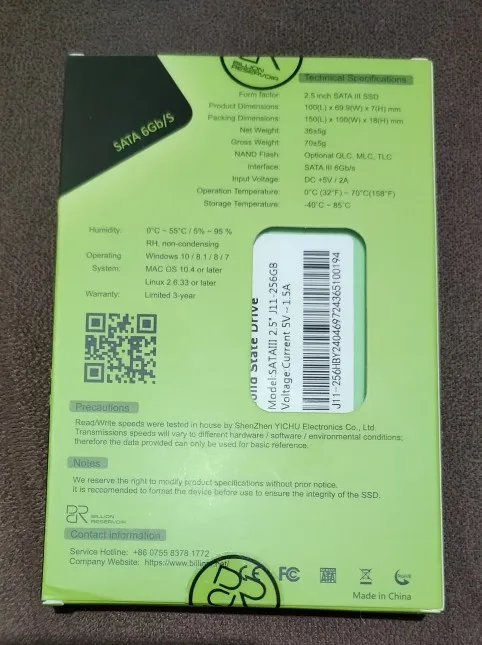 BILLION
RESERVOIR
SATA 6Gb/S
Technical Specifications
Form factor: 2.5 inch SATA III SSD
Product Dimensions: 100(L) x 69.9(W) x 7(H) mm
Packing Dimensions: 150(L) x 100(W) x 18(H) mm
Net Weight: 36±5g
Gross Weight: 70±5g
NAND Flash: Optional QLC, MLC, TLC
Interface: SATA III 6Gb/s
Input Voltage: DC +5V / 2A
Operation Temperature: 0°C (32°F) ~ 70°C(158°F)
Storage Temperature: -40°C ~ 85°C
Humidity: 0°C ~ 55°C / 5% ~ 95 %
RH, non-condensing
Operating System: Windows 10 / 8.1 / 8 / 7
MAC OS 10.4 or later
Linux 2.6.33 or later
Warranty: Limited 3-year
State Drive
Model:SATAIII 2.5" J11-256GB
Voltage:Current 5V⎓1.5A
J11-256HBY240469724365100194
Precautions
Read/Write speeds were tested in house by ShenZhen YICHU Electronics Co., Ltd.
Transmissions speeds will vary to different hardware / software / environmental conditions;
therefore the date provided can only be used for basic reference.
Notes
We reserve the right to modify product specifications without prior notice.
It is reccomended to format the device before use to ensure the integrity of the SSD.
BILLION
RESERVOIR
Contact Information
Service Hotline: +86 0755 8378 1772
Company Website: https://www.billi
CE FC SATA RoHS
Made in China